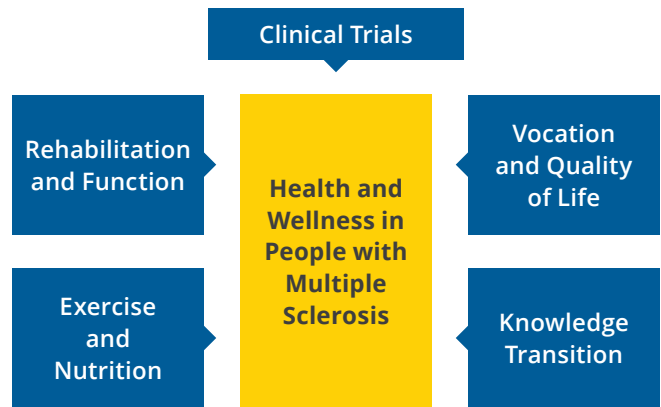 Clinical Trials
Rehabilitation
and Function
Health and
Wellness in
People with
Multiple
Sclerosis
Vocation
and Quality
of Life
Exercise
and
Nutrition
Knowledge
Transition